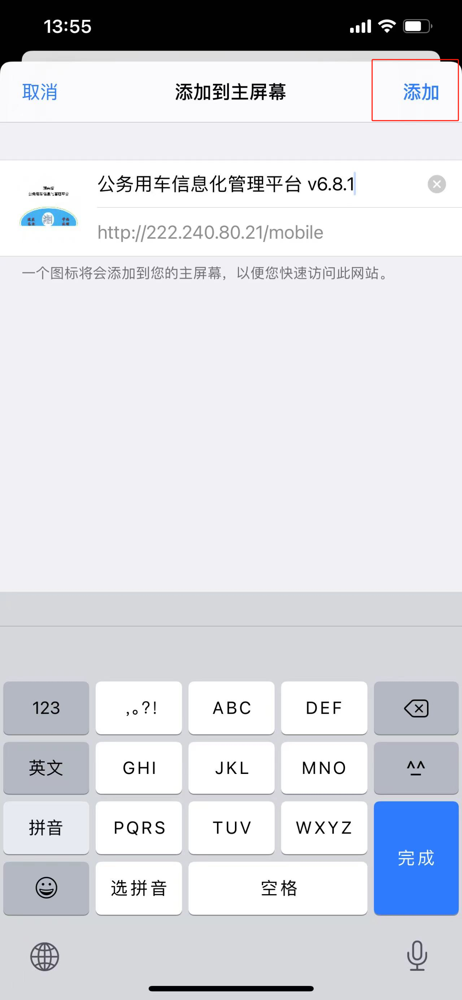 13:55
取消
添加到主屏幕
添加
公务用车信息化管理平台 v6.8.1
湖南省
公务用车信息化管理平台
http://222.240.80.21/mobile
一个图标将会添加到您的主屏幕，以便您快速访问此网站。
123
,。?!
ABC
DEF
英文
GHI
JKL
MNO
^^
拼音
PQRS
TUV
WXYZ
完成
选拼音
空格